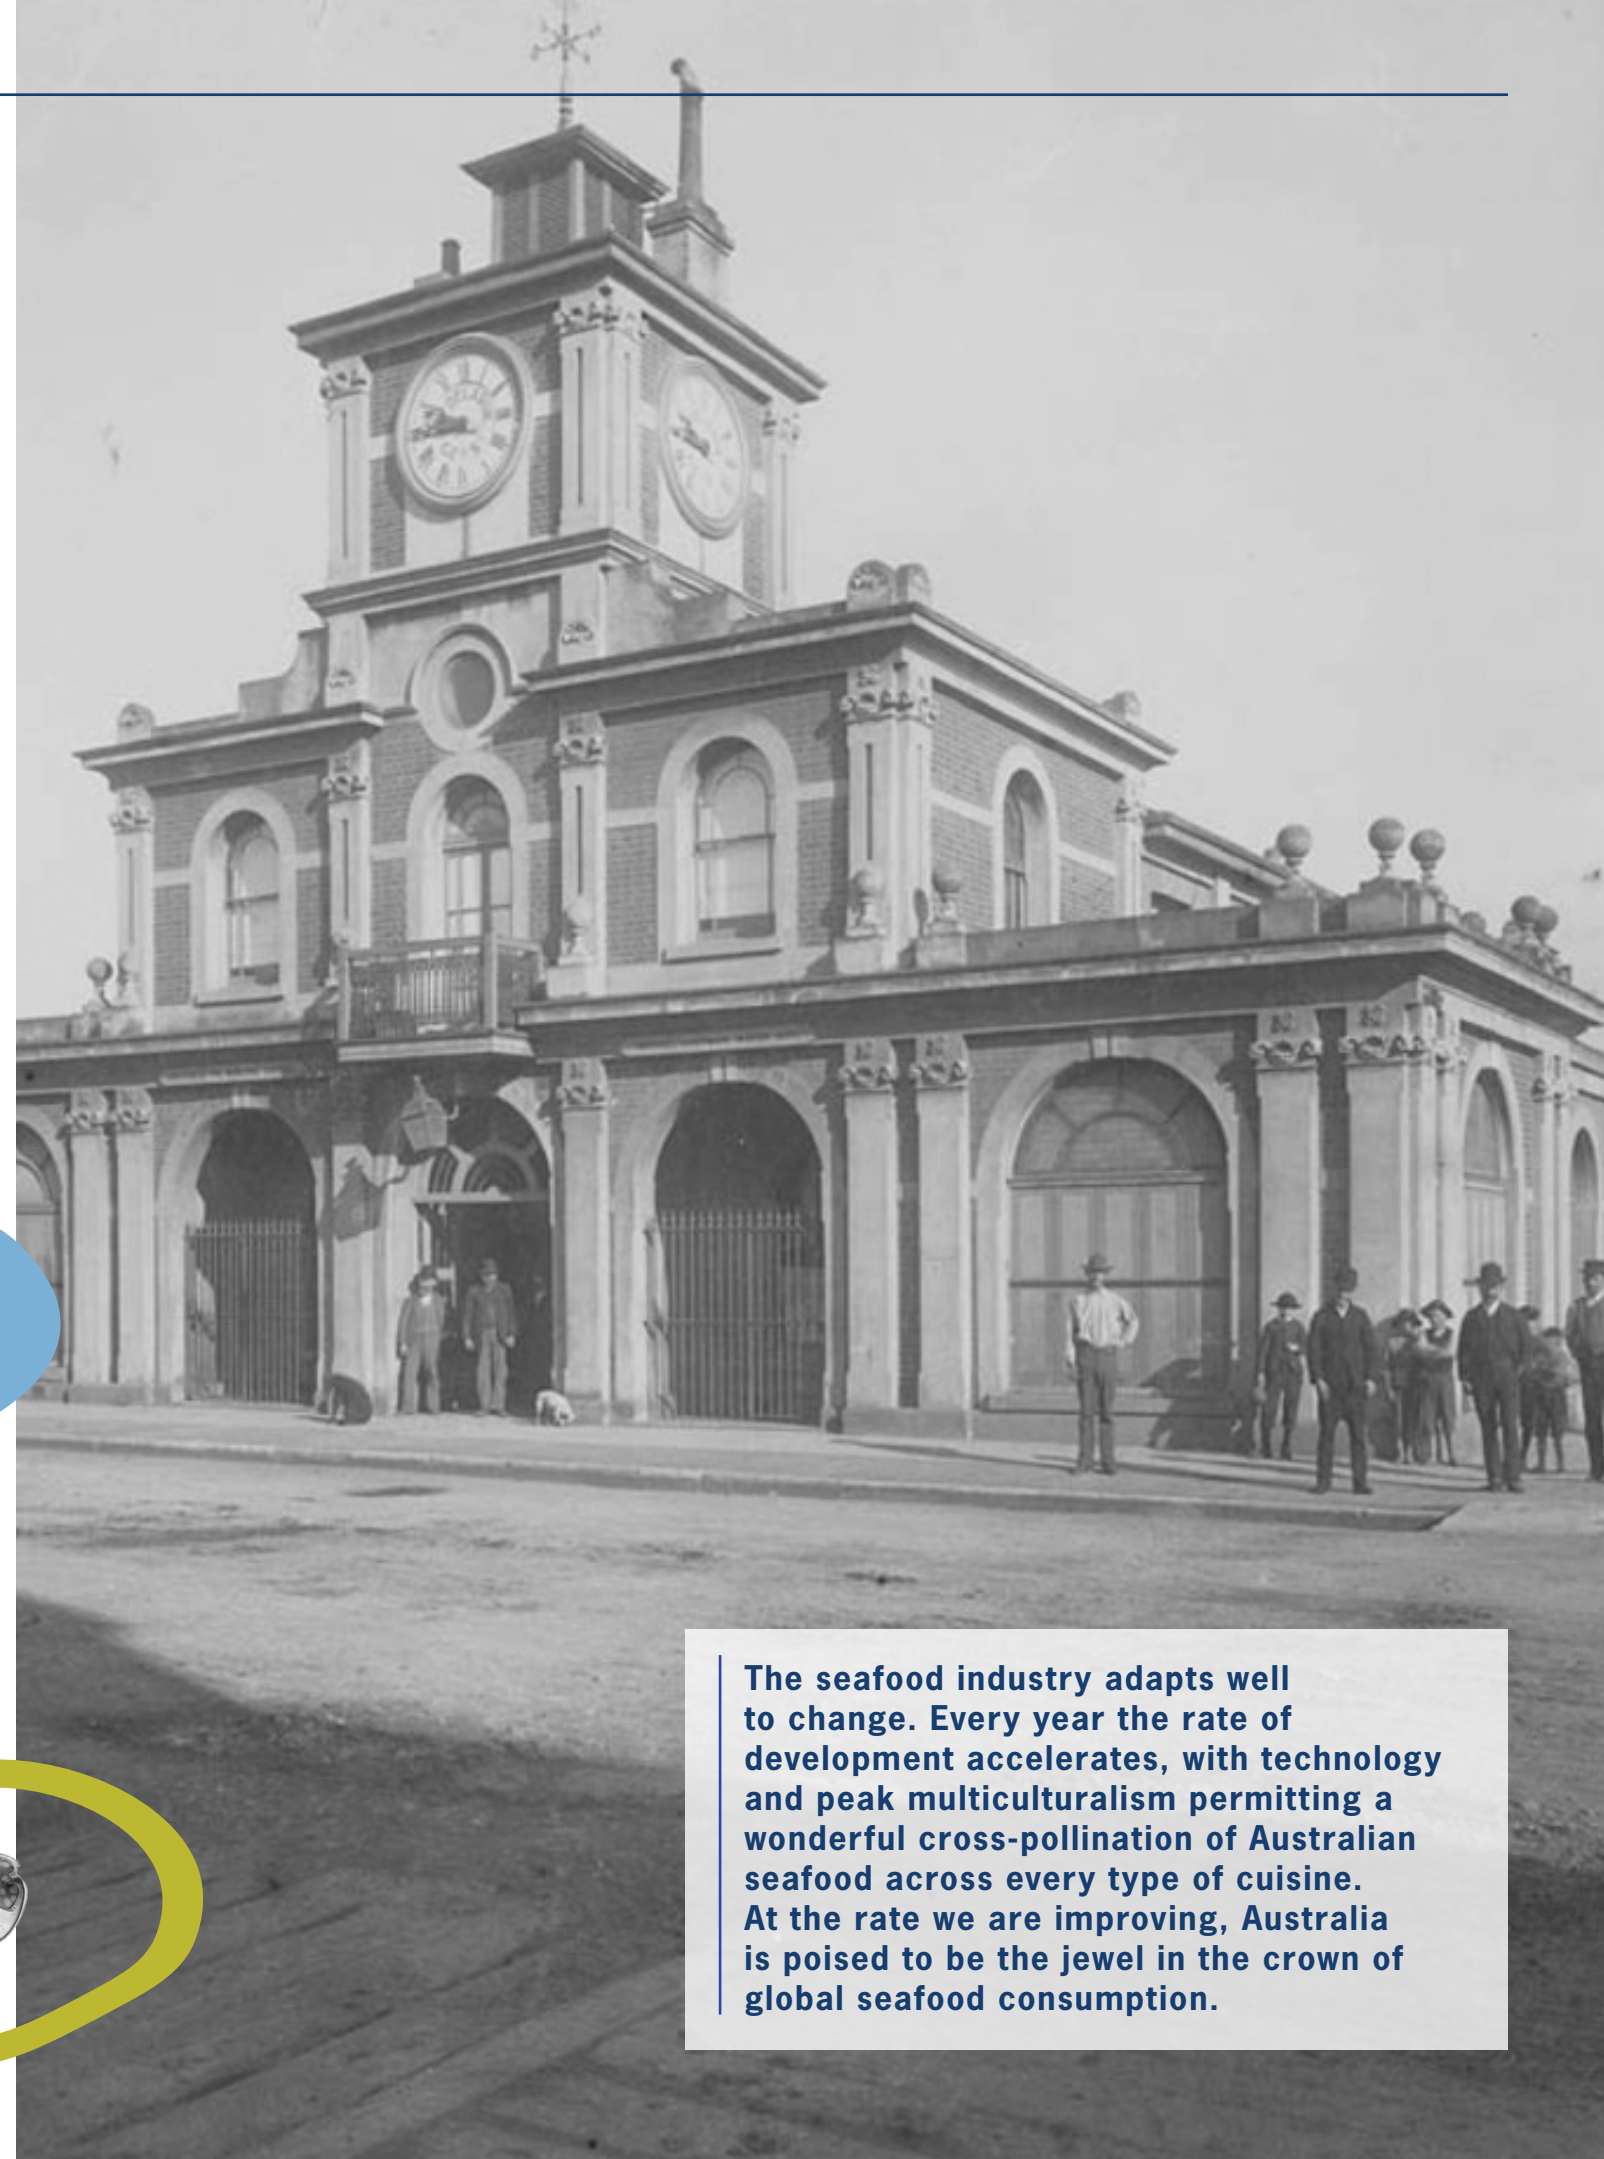 The seafood industry adapts well
to change. Every year the rate of
development accelerates, with technology
and peak multiculturalism permitting a
wonderful cross-pollination of Australian
seafood across every type of cuisine.
At the rate we are improving, Australia
is poised to be the jewel in the crown of
global seafood consumption.